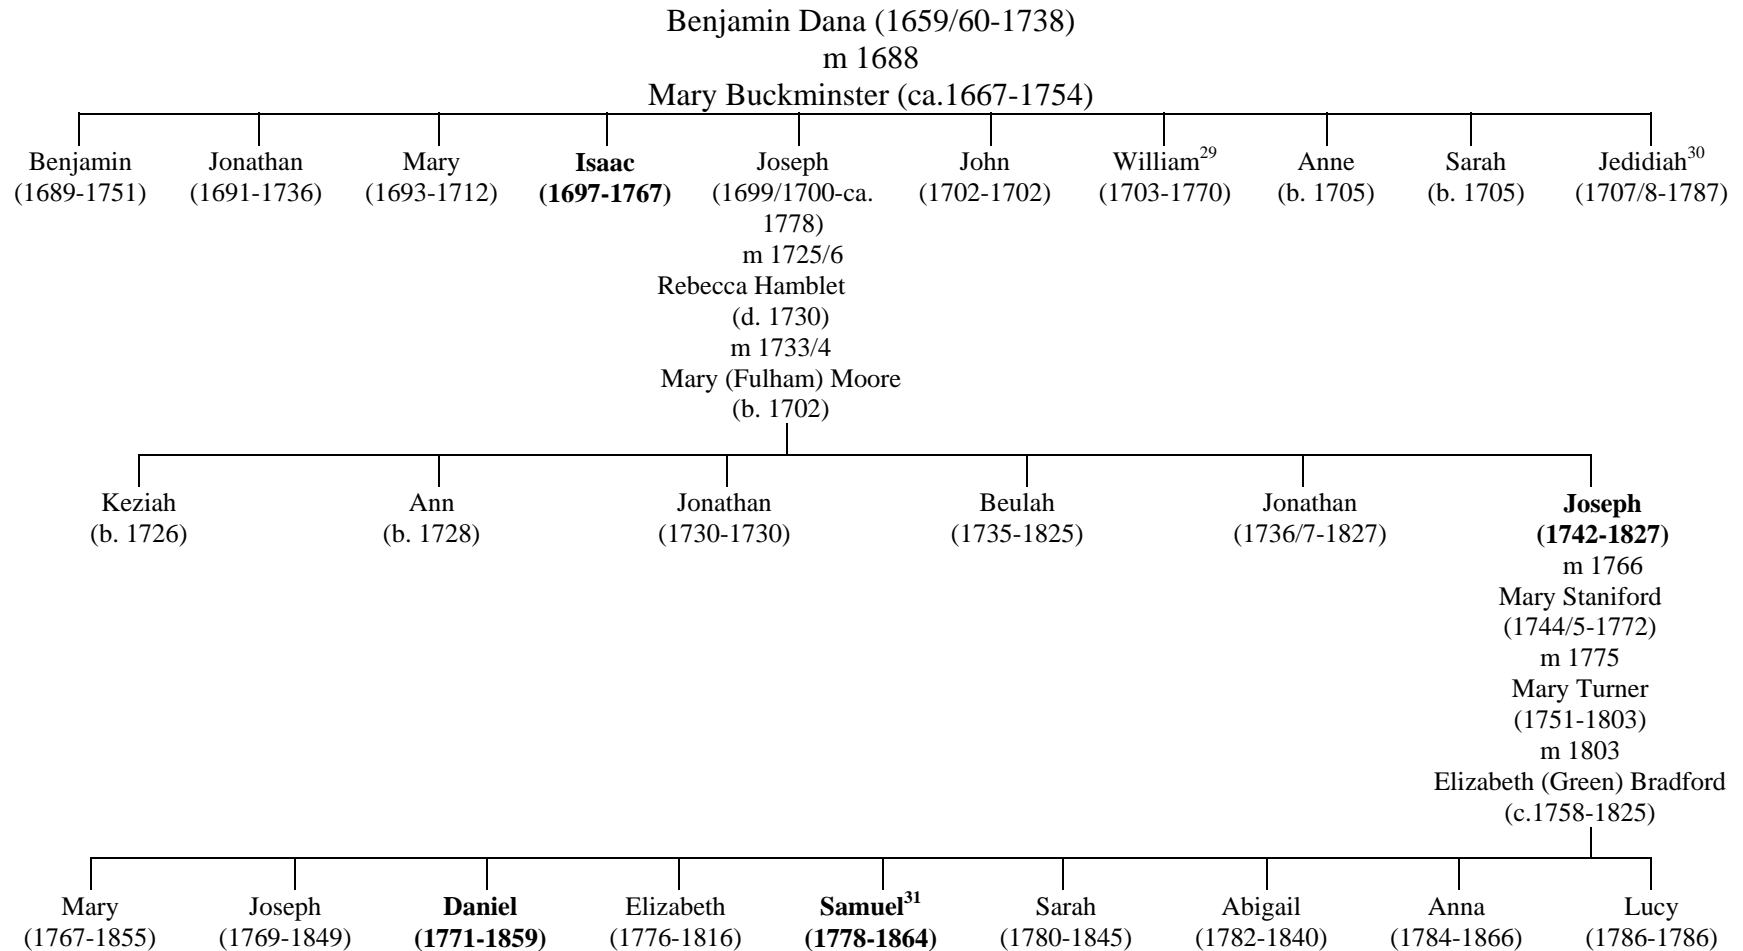 Benjamin Dana (1659/60-1738)
m 1688
Mary Buckminster (ca.1667-1754)
Benjamin Jonathan Mary Isaac Joseph John William29 Anne Sarah Jedidiah30
(1689-1751) (1691-1736) (1693-1712) (1697-1767) (1699/1700-ca. (1702-1702) (1703-1770) (b. 1705) (b. 1705) (1707/8-1787)
1778)
m 1725/6
Rebecca Hamblet
(d. 1730)
m 1733/4
Mary (Fulham) Moore
(b. 1702)
Keziah Ann Jonathan Beulah Jonathan Joseph
(b. 1726) (b. 1728) (1730-1730) (1735-1825) (1736/7-1827) (1742-1827)
m 1766
Mary Staniford
(1744/5-1772)
m 1775
Mary Turner
(1751-1803)
m 1803
Elizabeth (Green) Bradford
(c.1758-1825)
Mary Joseph Daniel Elizabeth Samuel31 Sarah Abigail Anna Lucy
(1767-1855) (1769-1849) (1771-1859) (1776-1816) (1778-1864) (1780-1845) (1782-1840) (1784-1866) (1786-1786)